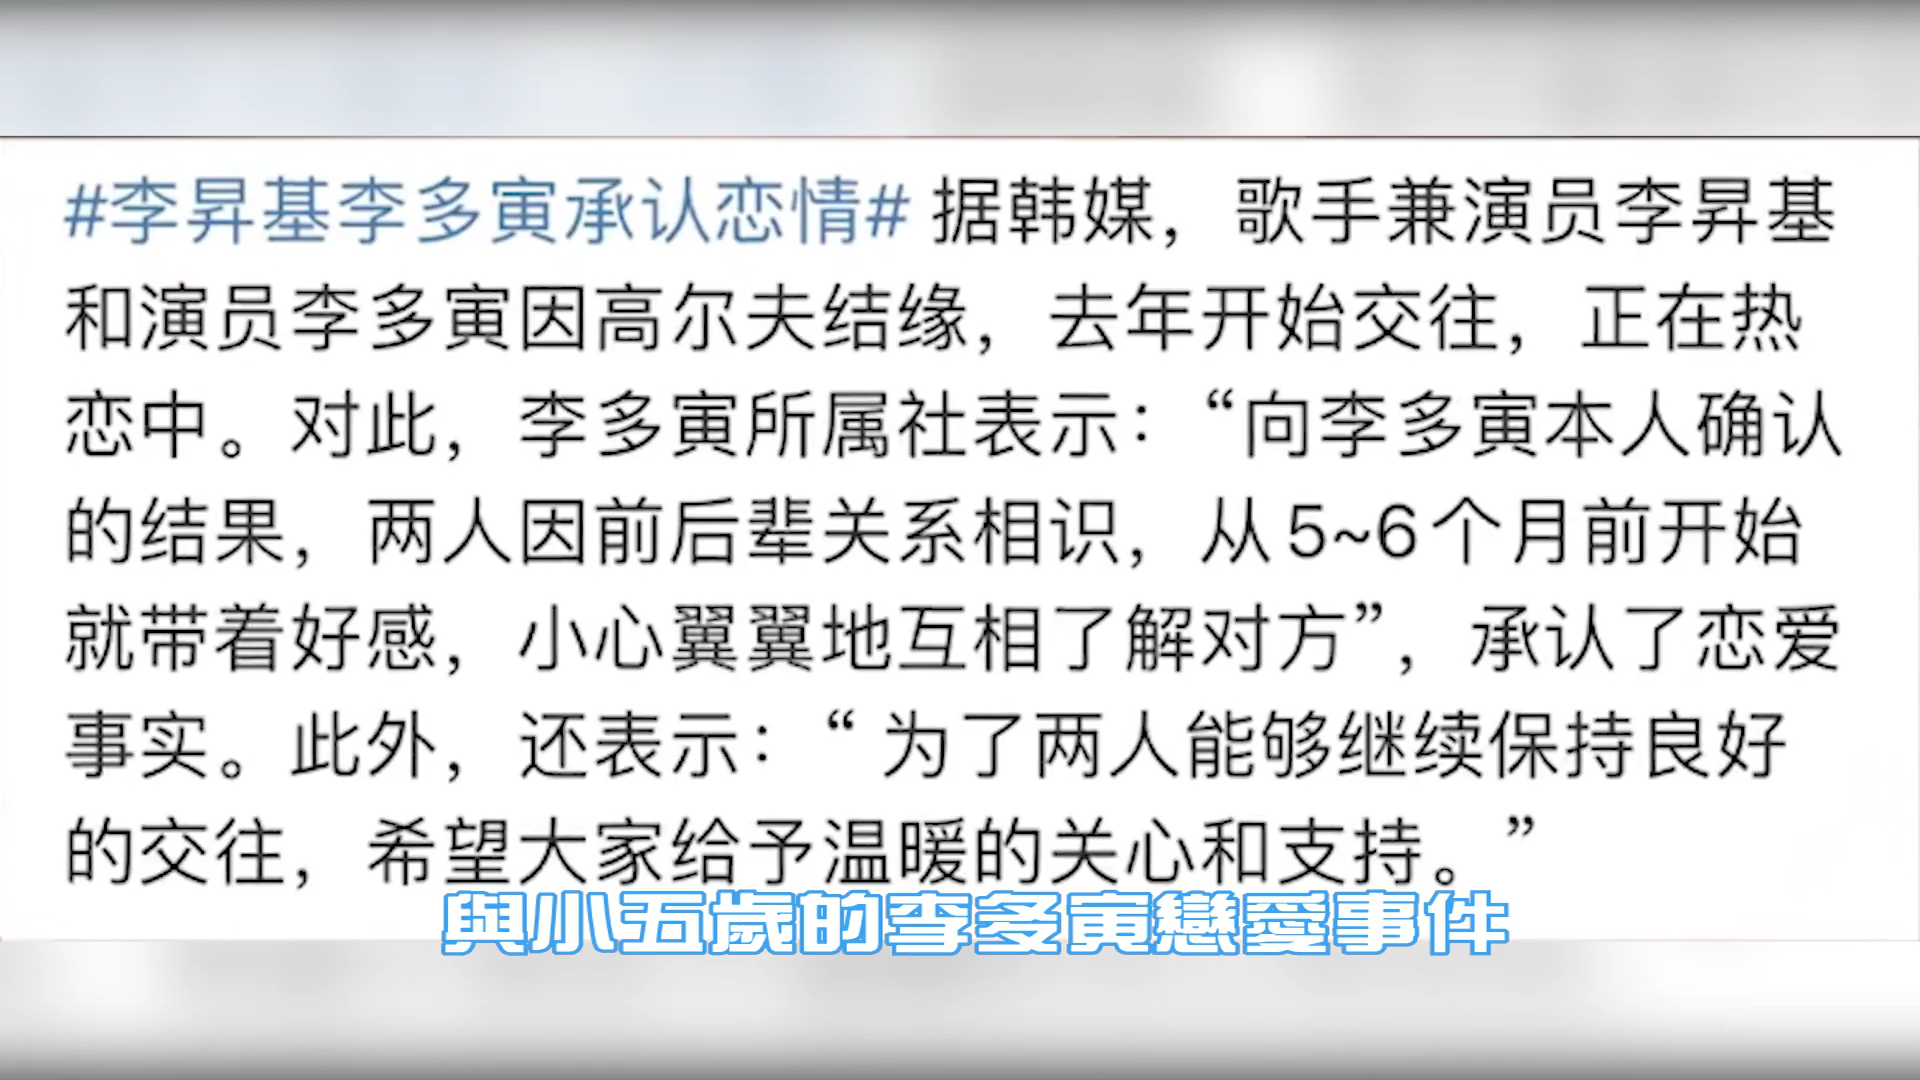 #李昇基李多寅承认恋情# 据韩媒，歌手兼演员李昇基
和演员李多寅因高尔夫结缘，去年开始交往，正在热
恋中。对此，李多寅所属社表示：“向李多寅本人确认
的结果，两人因前后辈关系相识，从5~6个月前开始
就带着好感，小心翼翼地互相了解对方”，承认了恋爱
事实。此外，还表示：“ 为了两人能够继续保持良好
的交往，希望大家给予温暖的关心和支持。”
與小五歲的李多寅戀愛事件